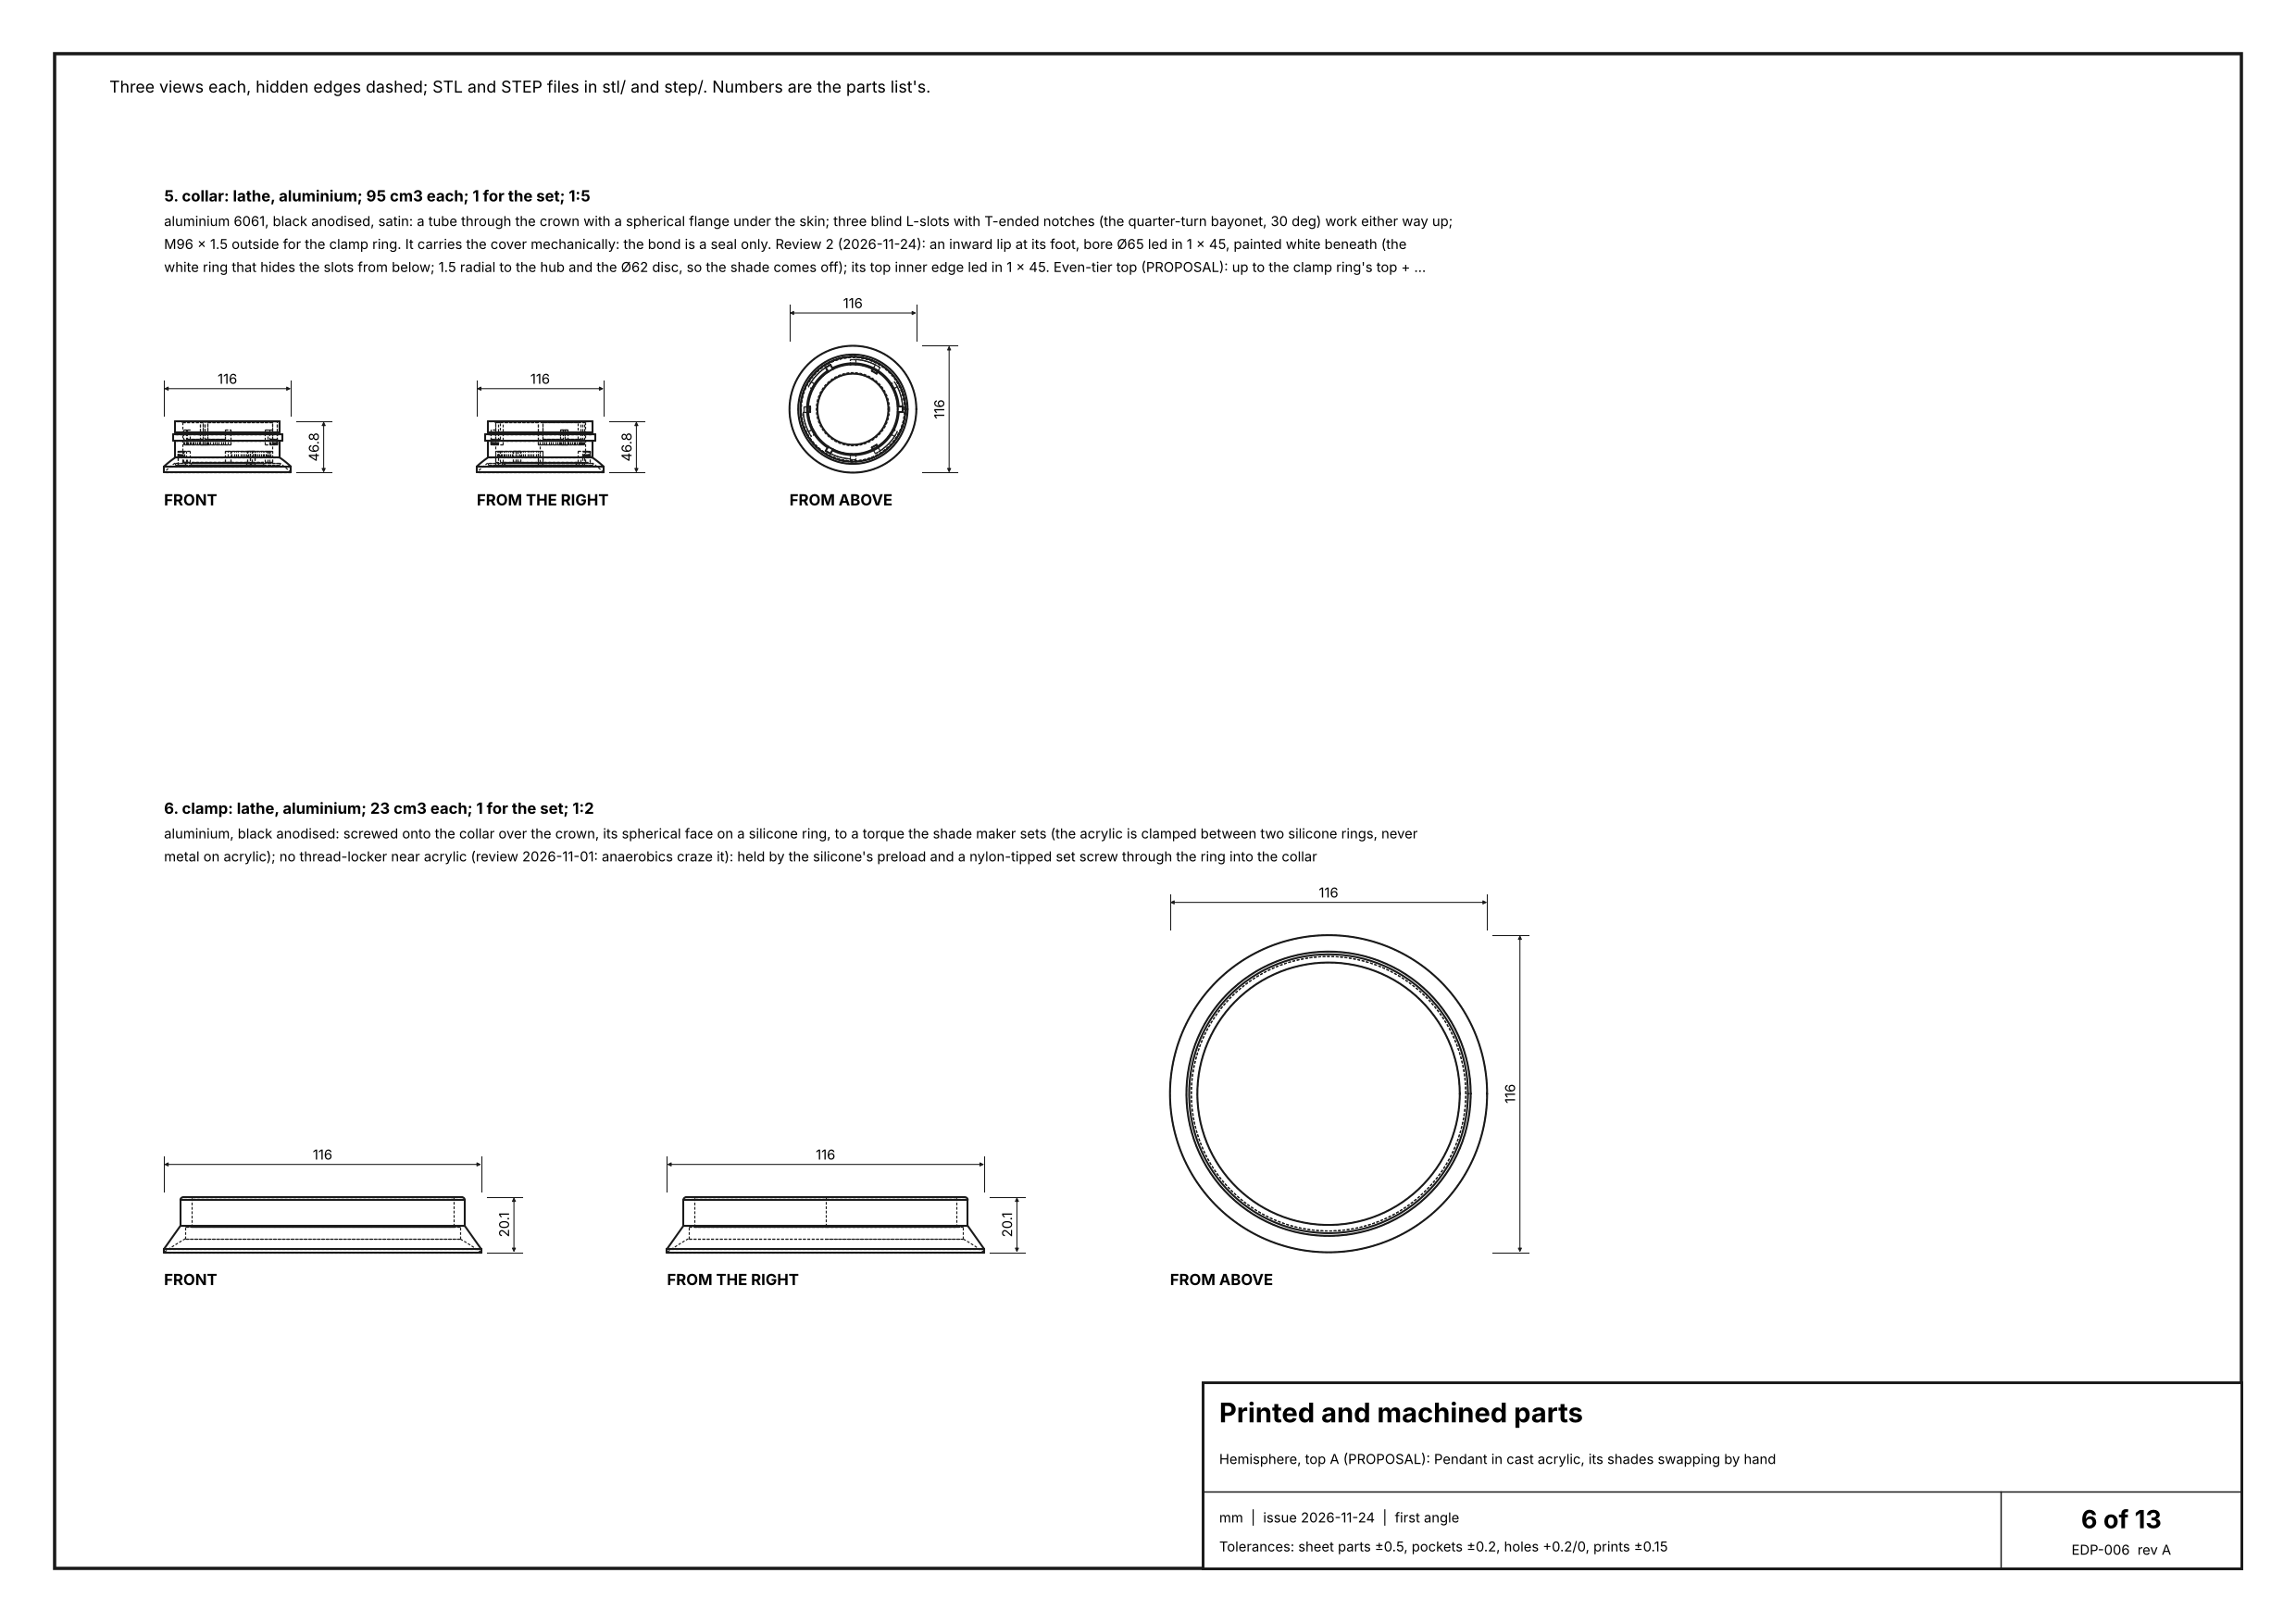 Three views each, hidden edges dashed; STL and STEP files in stl/ and step/. Numbers are the parts list's.
5. collar: lathe, aluminium; 95 cm3 each; 1 for the set; 1:5
aluminium 6061, black anodised, satin: a tube through the crown with a spherical flange under the skin; three blind L-slots with T-ended notches (the quarter-turn bayonet, 30 deg) work either way up;
M96 × 1.5 outside for the clamp ring. It carries the cover mechanically: the bond is a seal only. Review 2 (2026-11-24): an inward lip at its foot, bore Ø65 led in 1 × 45, painted white beneath (the
white ring that hides the slots from below; 1.5 radial to the hub and the Ø62 disc, so the shade comes off); its top inner edge led in 1 × 45. Even-tier top (PROPOSAL): up to the clamp ring's top + ...
116
46.8
FRONT
116
46.8
FROM THE RIGHT
116
116
FROM ABOVE
6. clamp: lathe, aluminium; 23 cm3 each; 1 for the set; 1:2
aluminium, black anodised: screwed onto the collar over the crown, its spherical face on a silicone ring, to a torque the shade maker sets (the acrylic is clamped between two silicone rings, never
metal on acrylic); no thread-locker near acrylic (review 2026-11-01: anaerobics craze it): held by the silicone's preload and a nylon-tipped set screw through the ring into the collar
116
20.1
FRONT
116
20.1
FROM THE RIGHT
116
116
FROM ABOVE
Printed and machined parts
Hemisphere, top A (PROPOSAL): Pendant in cast acrylic, its shades swapping by hand
mm | issue 2026-11-24 | first angle
Tolerances: sheet parts ±0.5, pockets ±0.2, holes +0.2/0, prints ±0.15
6 of 13
EDP-006 rev A